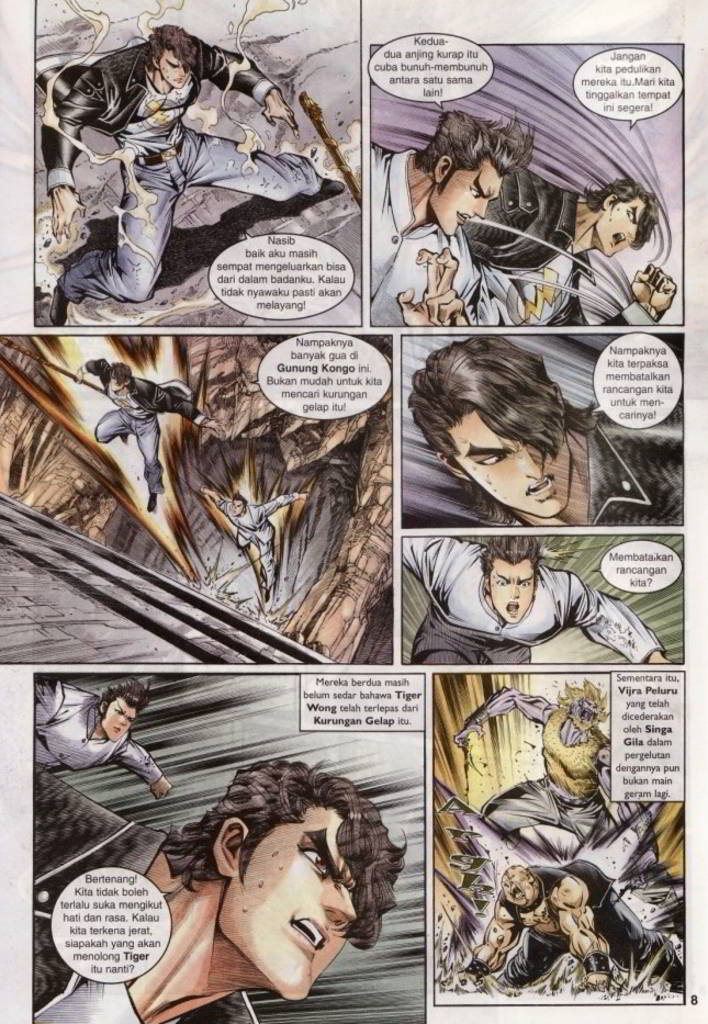 Nasib
baik aku masih
sempat mengeluarkan bisa
dari dalam badanku. Kalau
tidak nyawaku pasti akan
melayang!
Kedua-
dua anjing kurap itu
cuba bunuh-membunuh
antara satu sama
lain!
Jangan
kita pedulikan
mereka itu.Mari kita
tinggalkan tempat
ini segera!
Nampaknya
banyak gua di
Gunung Kongo ini.
Bukan mudah untuk kita
mencari kurungan
gelap itu!
Nampaknya
kita terpaksa
membatalkan
rancangan kita
untuk men-
carinya!
Membatalkan
rancangan
kita?
Mereka berdua masih
belum sedar bahawa Tiger
Wong telah terlepas dari
Kurungan Gelap itu.
Bertenang!
Kita tidak boleh
terlalu suka mengikut
hati dan rasa. Kalau
kita terkena jerat,
siapakah yang akan
menolong Tiger
itu nanti?
Sementara itu,
Vijra Peluru
yang telah
dicederakan
oleh Singa
Gila dalam
pergelutan
dengannya pun
bukan main
geram lagi.
8